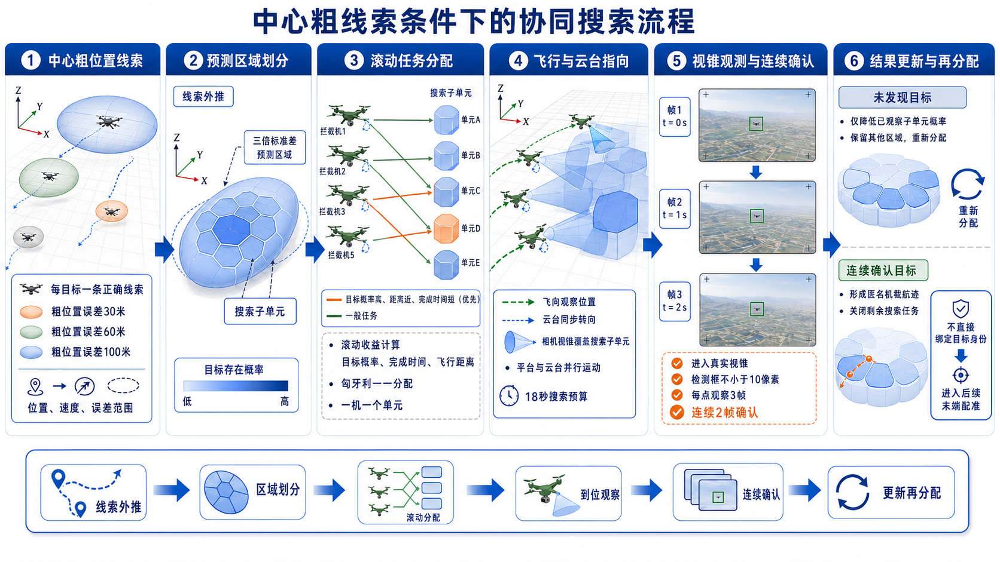 中心粗线索条件下的协同搜索流程
1 中心粗位置线索
Z
Y
X
每目标一条正确线索
粗位置误差30米
粗位置误差60米
粗位置误差100米
位置、速度、误差范围
2 预测区域划分
线索外推
三倍标准差
预测区域
Z
Y
X
搜索子单元
目标存在概率
低
高
3 滚动任务分配
搜索子单元
拦截机1
拦截机2
拦截机3
拦截机5
单元A
单元B
单元C
单元D
单元E
目标概率高、距离近、完成时间短（优先）
一般任务
• 滚动收益计算
目标概率、完成时间、飞行距离
• 匈牙利一一分配
• 一机一个单元
4 飞行与云台指向
Z
Y
X
飞向观察位置
云台同步转向
相机视锥覆盖搜索子单元
• 平台与云台并行运动
18秒搜索预算
5 视锥观测与连续确认
帧1
t = 0s
帧2
t = 1s
帧3
t = 2s
进入真实视锥
检测框不小于10像素
每点观察3帧
连续2帧确认
6 结果更新与再分配
未发现目标
• 仅降低已观察子单元概率
• 保留其他区域，重新分配
重新
分配
连续确认目标
• 形成匿名机载航迹
• 关闭剩余搜索任务
不直接
绑定目标身份
进入后续
末端配准
线索外推
区域划分
滚动分配
到位观察
连续确认
更新再分配